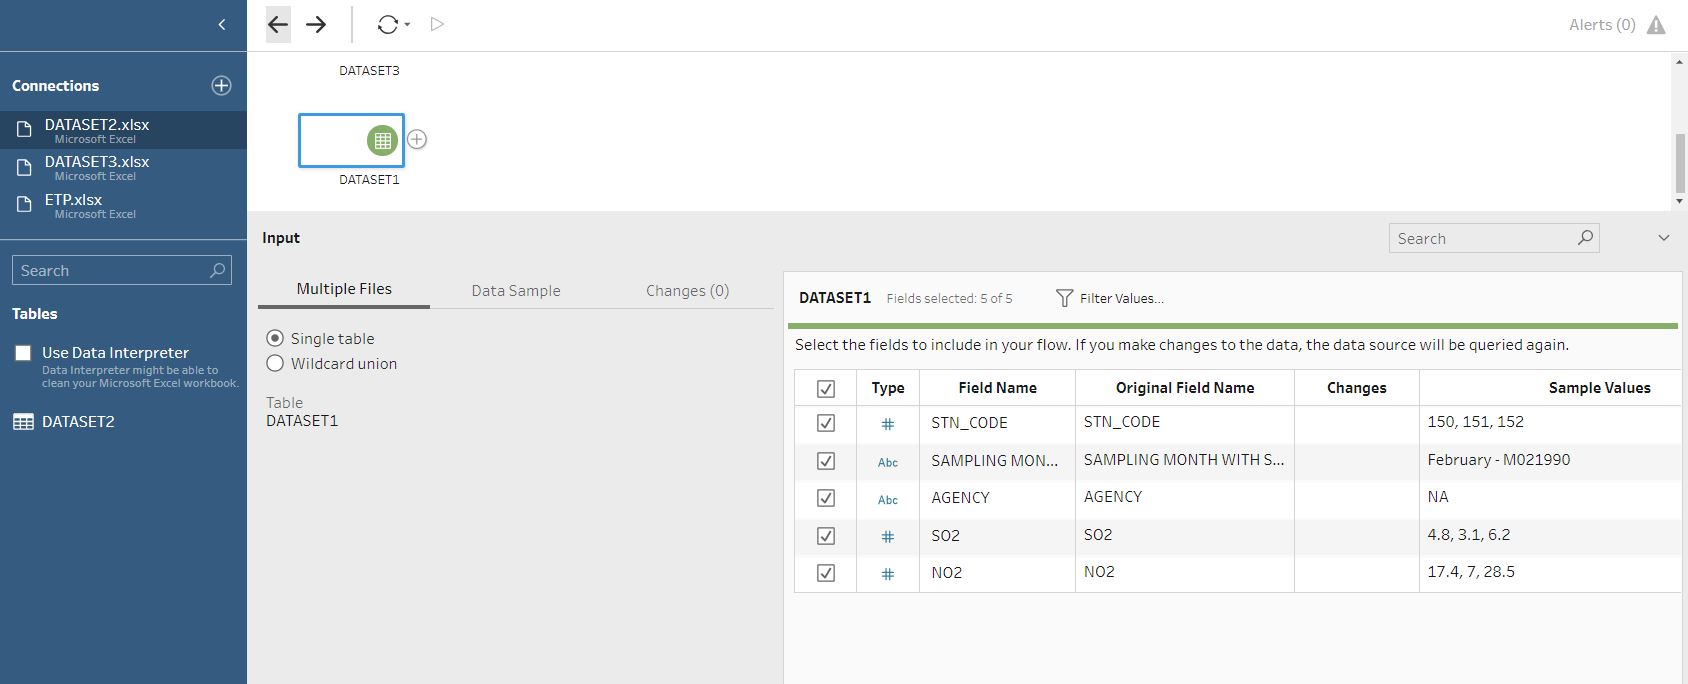 Alerts (0)
Connections
DATASET2.xlsx
Microsoft Excel
DATASET3.xlsx
Microsoft Excel
ETP.xlsx
Microsoft Excel
Search
Tables
Use Data Interpreter
Data Interpreter might be able to
clean your Microsoft Excel workbook.
DATASET2
DATASET3
DATASET1
Input
Search
Multiple Files
Data Sample
Changes (0)
Single table
Wildcard union
Table
DATASET1
DATASET1 Fields selected: 5 of 5 Filter Values...
Select the fields to include in your flow. If you make changes to the data, the data source will be queried again.
Type Field Name Original Field Name Changes Sample Values
# STN_CODE STN_CODE 150, 151, 152
Abc SAMPLING MON... SAMPLING MONTH WITH S... February - M021990
Abc AGENCY AGENCY NA
# SO2 SO2 4.8, 3.1, 6.2
# NO2 NO2 17.4, 7, 28.5